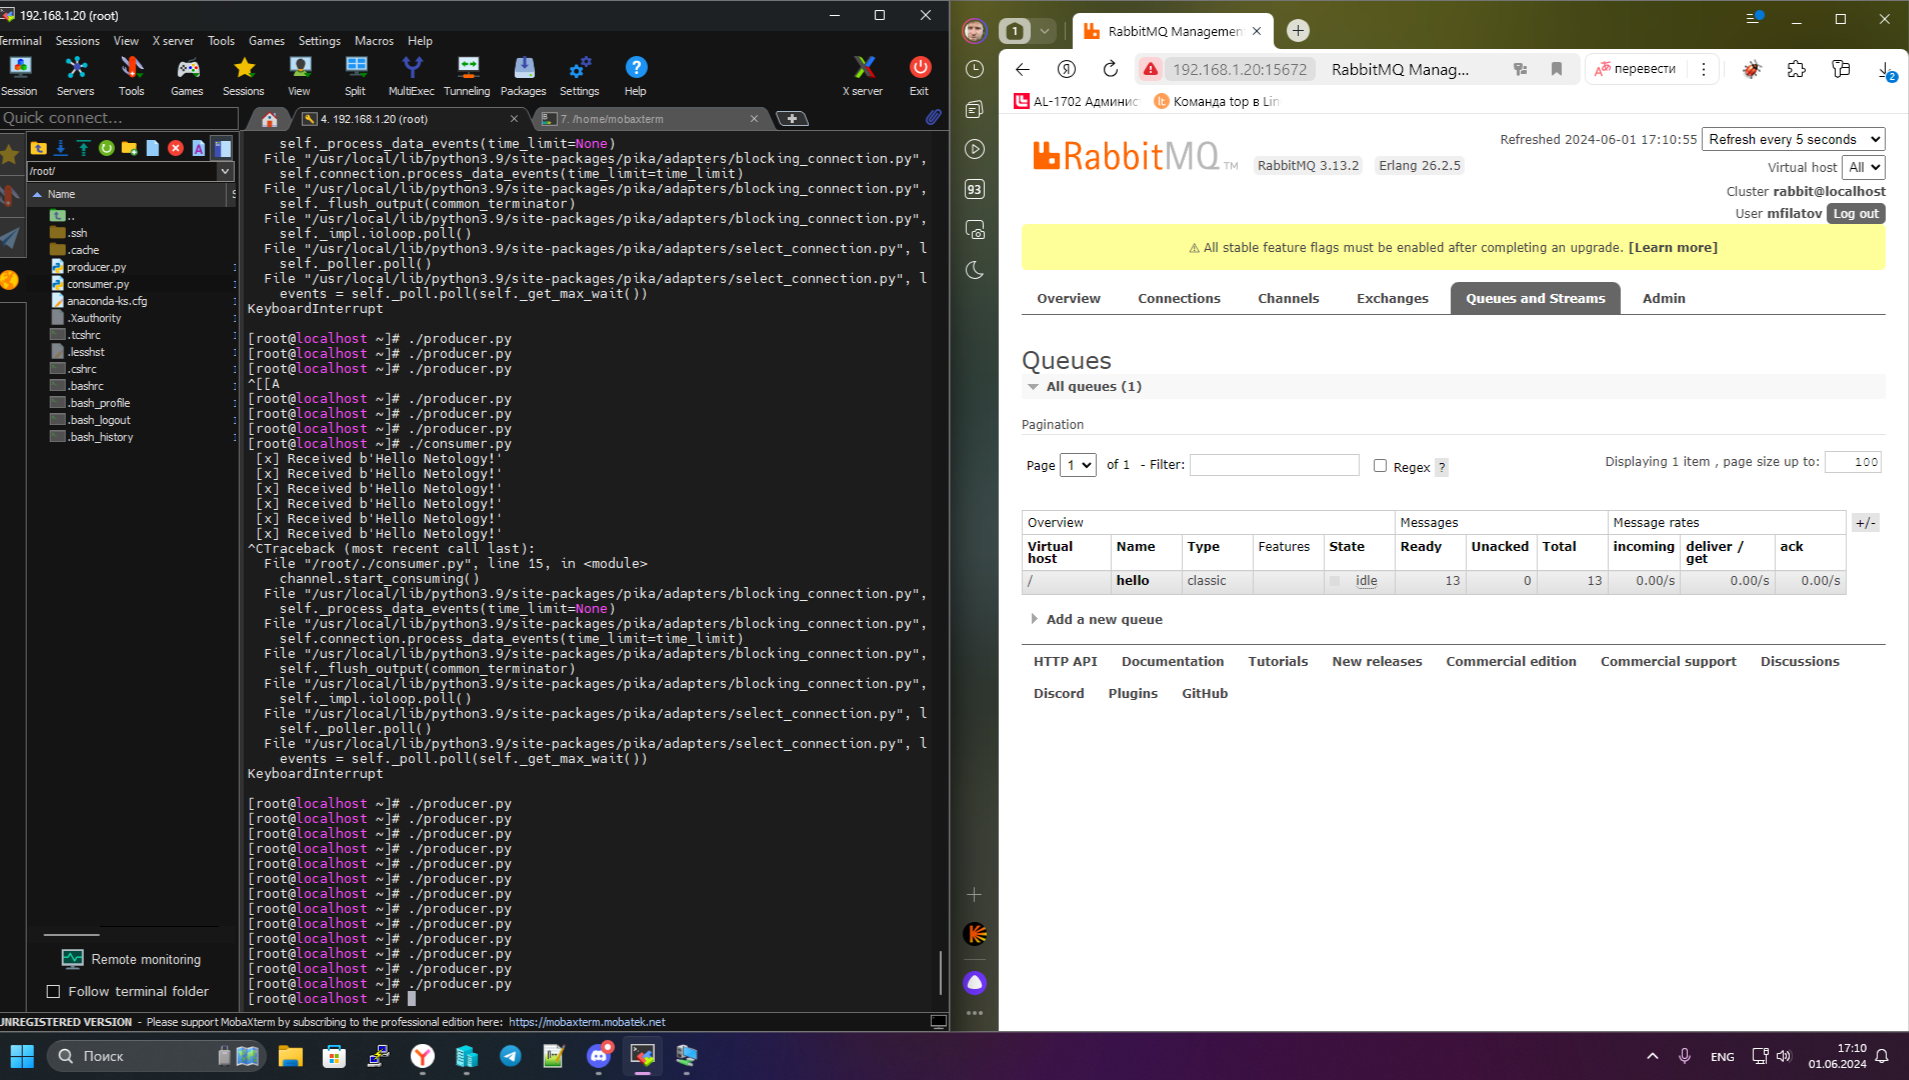 192.168.1.20 (root)
Terminal Sessions View X server Tools Games Settings Macros Help
Session Servers Tools Games Sessions View Split MultiExec Tunneling Packages Settings Help X server Exit
Quick connect...
4. 192.168.1.20 (root)
7. /home/mobaxterm
/root/
Name
..
.ssh
.cache
producer.py
consumer.py
anaconda-ks.cfg
.Xauthority
.tcshrc
.lesshst
.cshrc
.bashrc
.bash_profile
.bash_logout
.bash_history
Remote monitoring
Follow terminal folder
self._process_data_events(time_limit=None)
File "/usr/local/lib/python3.9/site-packages/pika/adapters/blocking_connection.py",
self.connection.process_data_events(time_limit=time_limit)
File "/usr/local/lib/python3.9/site-packages/pika/adapters/blocking_connection.py",
self._flush_output(common_terminator)
File "/usr/local/lib/python3.9/site-packages/pika/adapters/blocking_connection.py",
self._impl.ioloop.poll()
File "/usr/local/lib/python3.9/site-packages/pika/adapters/select_connection.py", l
self._poller.poll()
File "/usr/local/lib/python3.9/site-packages/pika/adapters/select_connection.py", l
events = self._poll.poll(self._get_max_wait())
KeyboardInterrupt
[root@localhost ~]# ./producer.py
[root@localhost ~]# ./producer.py
[root@localhost ~]# ./producer.py
^[[A
[root@localhost ~]# ./producer.py
[root@localhost ~]# ./producer.py
[root@localhost ~]# ./producer.py
[root@localhost ~]# ./consumer.py
[x] Received b'Hello Netology!'
[x] Received b'Hello Netology!'
[x] Received b'Hello Netology!'
[x] Received b'Hello Netology!'
[x] Received b'Hello Netology!'
[x] Received b'Hello Netology!'
^CTraceback (most recent call last):
File "/root/./consumer.py", line 15, in <module>
channel.start_consuming()
File "/usr/local/lib/python3.9/site-packages/pika/adapters/blocking_connection.py",
self._process_data_events(time_limit=None)
File "/usr/local/lib/python3.9/site-packages/pika/adapters/blocking_connection.py",
self.connection.process_data_events(time_limit=time_limit)
File "/usr/local/lib/python3.9/site-packages/pika/adapters/blocking_connection.py",
self._flush_output(common_terminator)
File "/usr/local/lib/python3.9/site-packages/pika/adapters/blocking_connection.py",
self._impl.ioloop.poll()
File "/usr/local/lib/python3.9/site-packages/pika/adapters/select_connection.py", l
self._poller.poll()
File "/usr/local/lib/python3.9/site-packages/pika/adapters/select_connection.py", l
events = self._poll.poll(self._get_max_wait())
KeyboardInterrupt
[root@localhost ~]# ./producer.py
[root@localhost ~]# ./producer.py
[root@localhost ~]# ./producer.py
[root@localhost ~]# ./producer.py
[root@localhost ~]# ./producer.py
[root@localhost ~]# ./producer.py
[root@localhost ~]# ./producer.py
[root@localhost ~]# ./producer.py
[root@localhost ~]# ./producer.py
[root@localhost ~]# ./producer.py
[root@localhost ~]# ./producer.py
[root@localhost ~]# ./producer.py
[root@localhost ~]# ./producer.py
[root@localhost ~]#
UNREGISTERED VERSION - Please support MobaXterm by subscribing to the professional edition here: https://mobaxterm.mobatek.net
1
RabbitMQ Managemen
192.168.1.20:15672 RabbitMQ Manag... перевести
2
AL-1702 Админис
Команда top в Lin
93
RabbitMQ TM
RabbitMQ 3.13.2 Erlang 26.2.5
Refreshed 2024-06-01 17:10:55 Refresh every 5 seconds
Virtual host All
Cluster rabbit@localhost
User mfilatov Log out
⚠ All stable feature flags must be enabled after completing an upgrade. [Learn more]
Overview Connections Channels Exchanges Queues and Streams Admin
Queues
All queues (1)
Pagination
Page 1 of 1 - Filter: Regex ? Displaying 1 item , page size up to: 100
Overview Messages Message rates +/-
Virtual host Name Type Features State Ready Unacked Total incoming deliver / get ack
/ hello classic idle 13 0 13 0.00/s 0.00/s 0.00/s
Add a new queue
HTTP API Documentation Tutorials New releases Commercial edition Commercial support Discussions
Discord Plugins GitHub
Поиск
ENG
17:10
01.06.2024